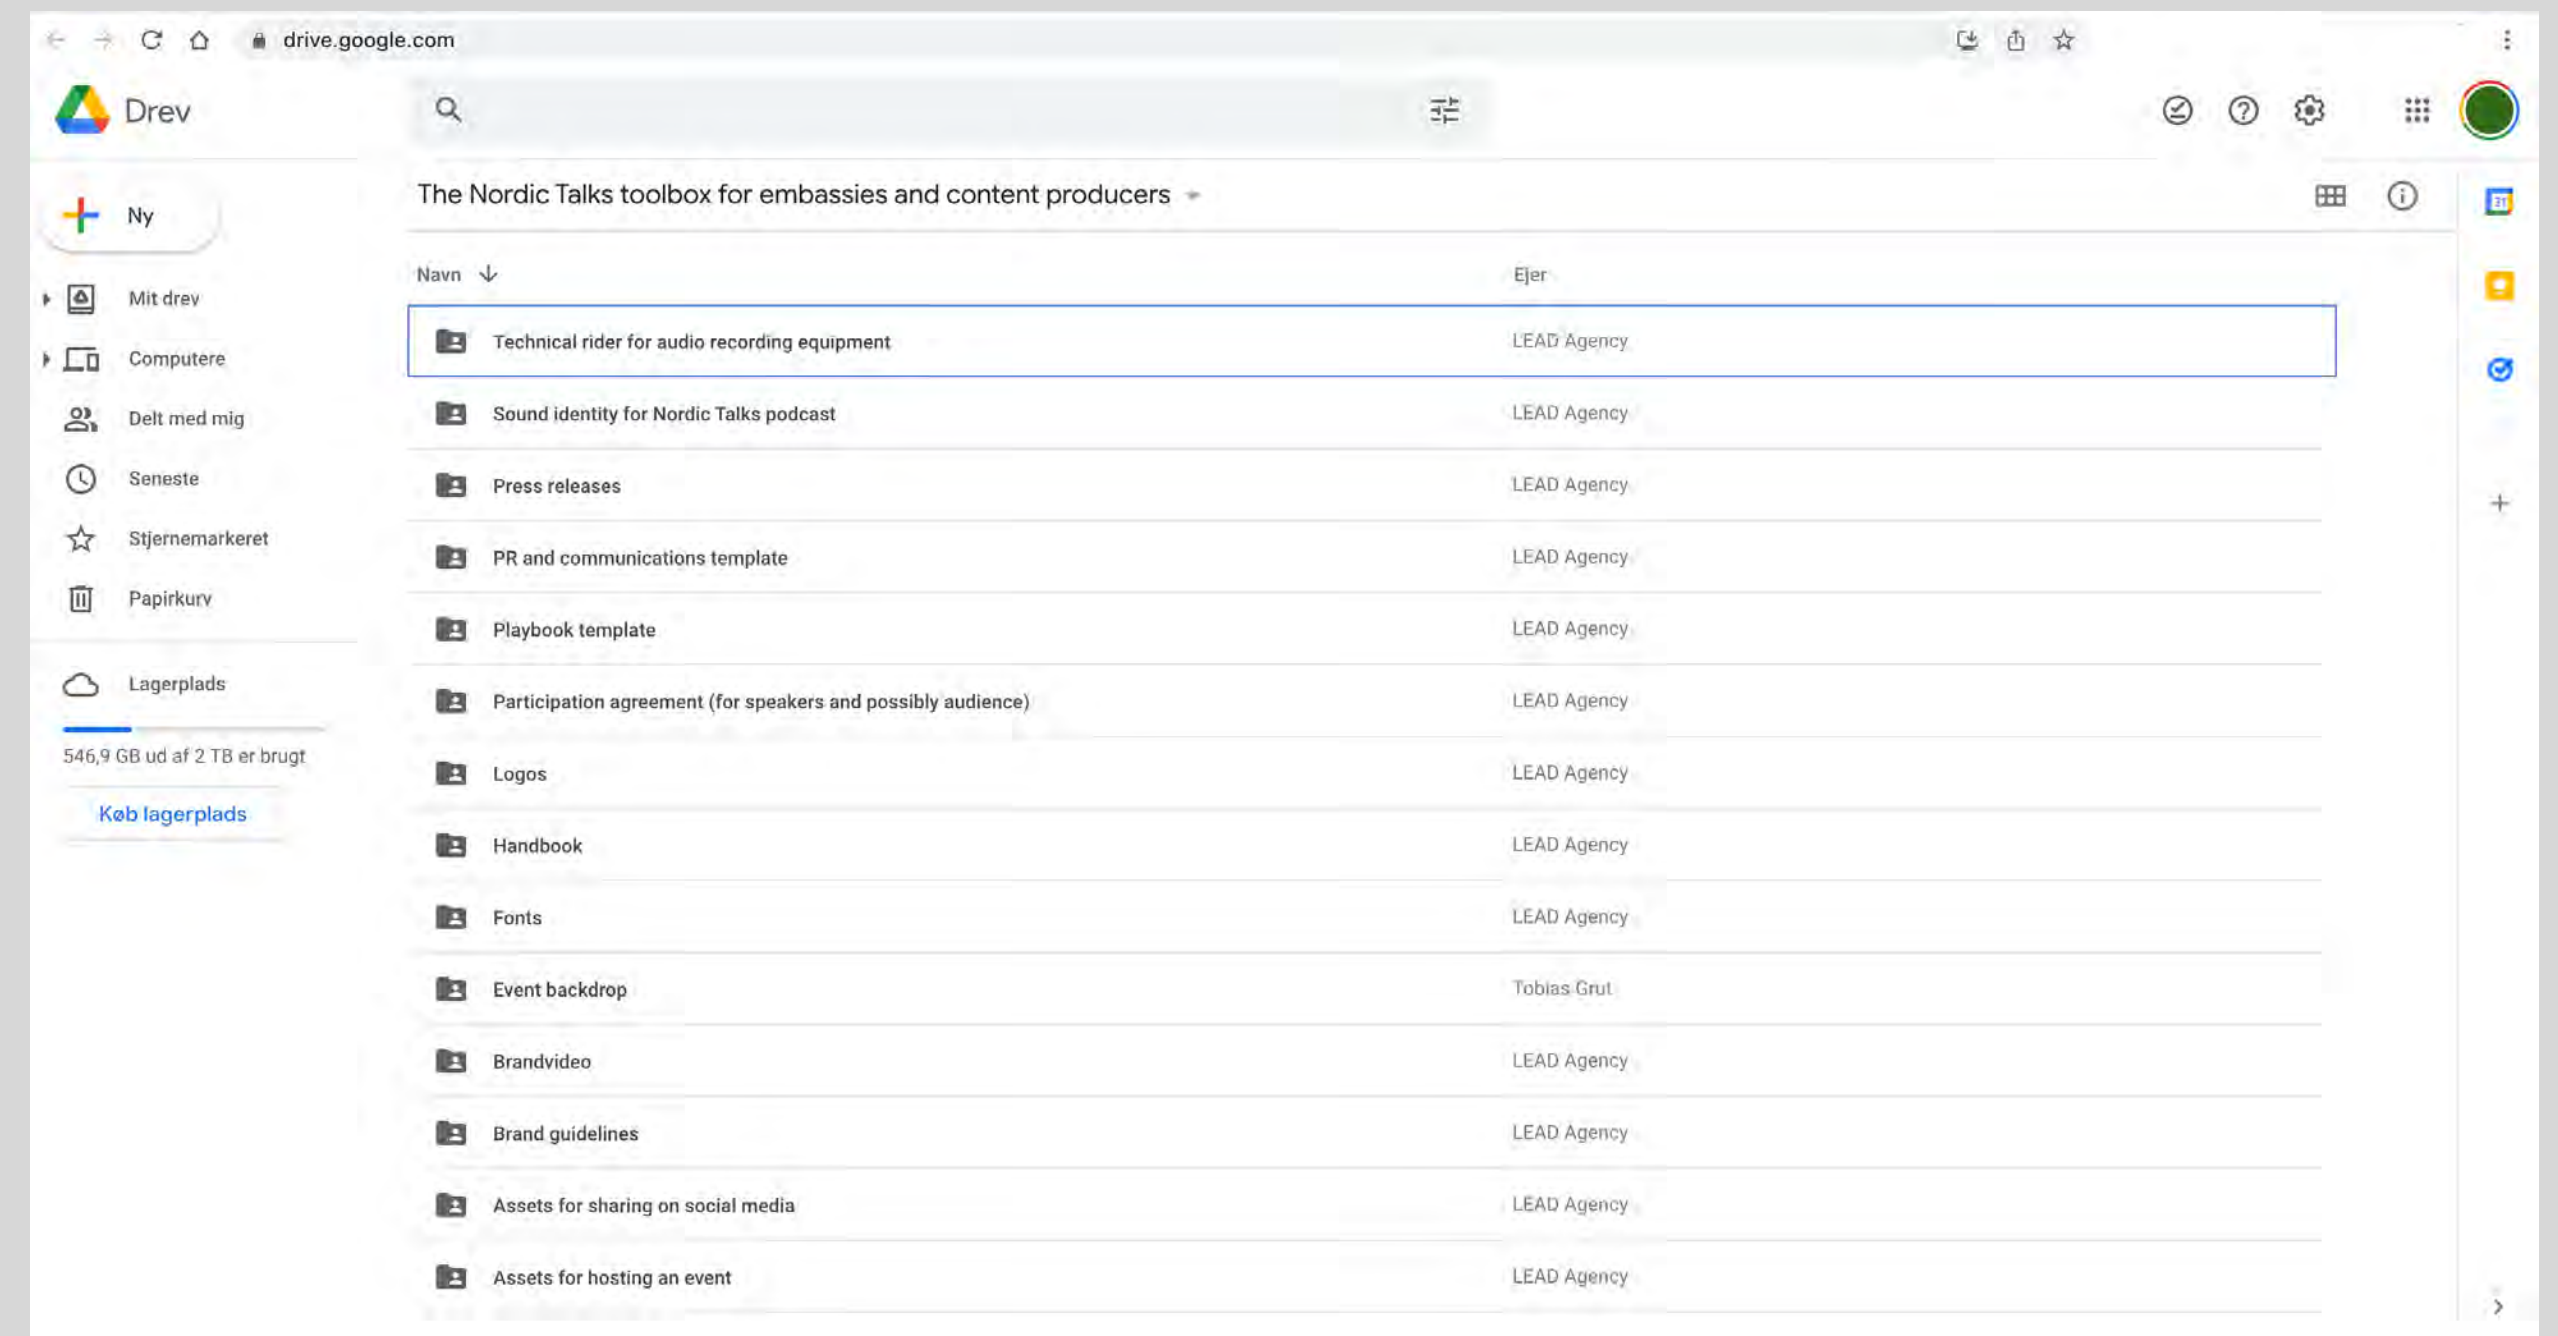 drive.google.com
Drev
The Nordic Talks toolbox for embassies and content producers
31
Ny
Navn Ejer
Mit drev
Computere
Delt med mig
Seneste
Stjernemarkeret
Papirkurv
Lagerplads
546,9 GB ud af 2 TB er brugt
Køb lagerplads
Technical rider for audio recording equipment LEAD Agency
Sound identity for Nordic Talks podcast LEAD Agency
Press releases LEAD Agency
PR and communications template LEAD Agency
Playbook template LEAD Agency
Participation agreement (for speakers and possibly audience) LEAD Agency
Logos LEAD Agency
Handbook LEAD Agency
Fonts LEAD Agency
Event backdrop Tobias Grut
Brandvideo LEAD Agency
Brand guidelines LEAD Agency
Assets for sharing on social media LEAD Agency
Assets for hosting an event LEAD Agency